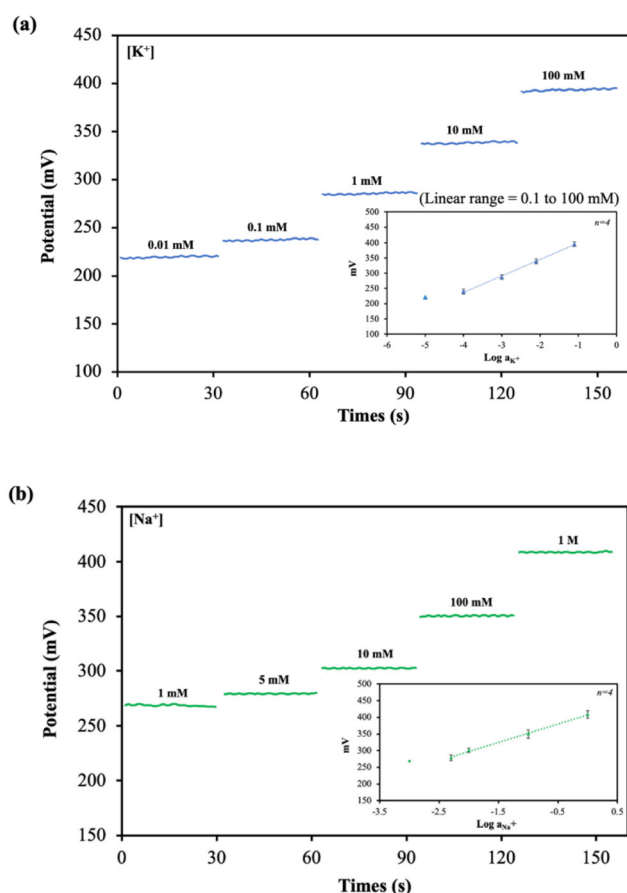 (a)
450
400
350
300
250
200
150
100
Potential (mV)
[K⁺]
0.01 mM
0.1 mM
1 mM
10 mM
100 mM
(Linear range = 0.1 to 100 mM)
500
450
400
350
300
250
200
150
100
mV
n=4
-6 -5 -4 -3 -2 -1 0
Log aK⁺
0 30 60 90 120 150
Times (s)
(b)
450
400
350
300
250
200
150
Potential (mV)
[Na⁺]
1 mM
5 mM
10 mM
100 mM
1 M
500
450
400
350
300
250
200
150
mV
n=4
-3.5 -2.5 -1.5 -0.5 0.5
Log aNa⁺
0 30 60 90 120 150
Times (s)